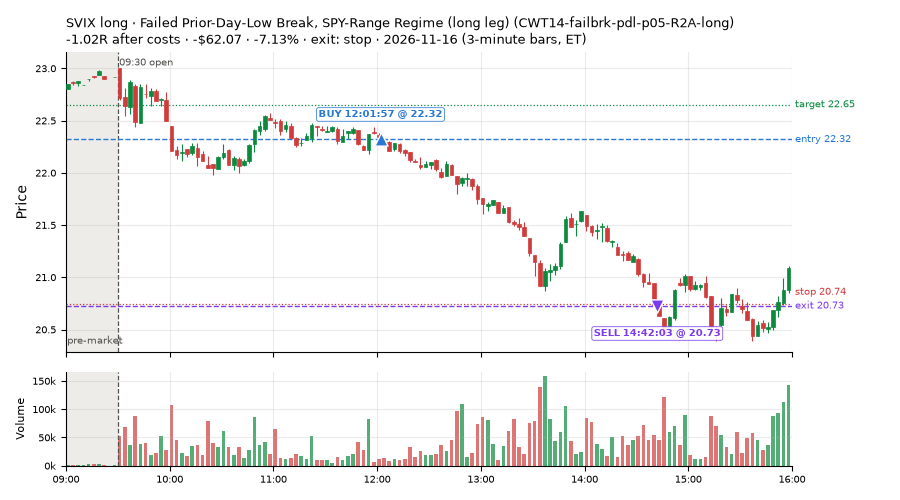 SVIX long · Failed Prior-Day-Low Break, SPY-Range Regime (long leg) (CWT14-failbrk-pdl-p05-R2A-long)
-1.02R after costs · -$62.07 · -7.13% · exit: stop · 2026-11-16 (3-minute bars, ET)
09:30 open
23.0
target 22.65
BUY 12:01:57 @ 22.32
22.5
entry 22.32
22.0
Price
21.5
21.0
stop 20.74
exit 20.73
SELL 14:42:03 @ 20.73
20.5
pre-market
150k
100k
Volume
50k
0k
09:00
10:00
11:00
12:00
13:00
14:00
15:00
16:00